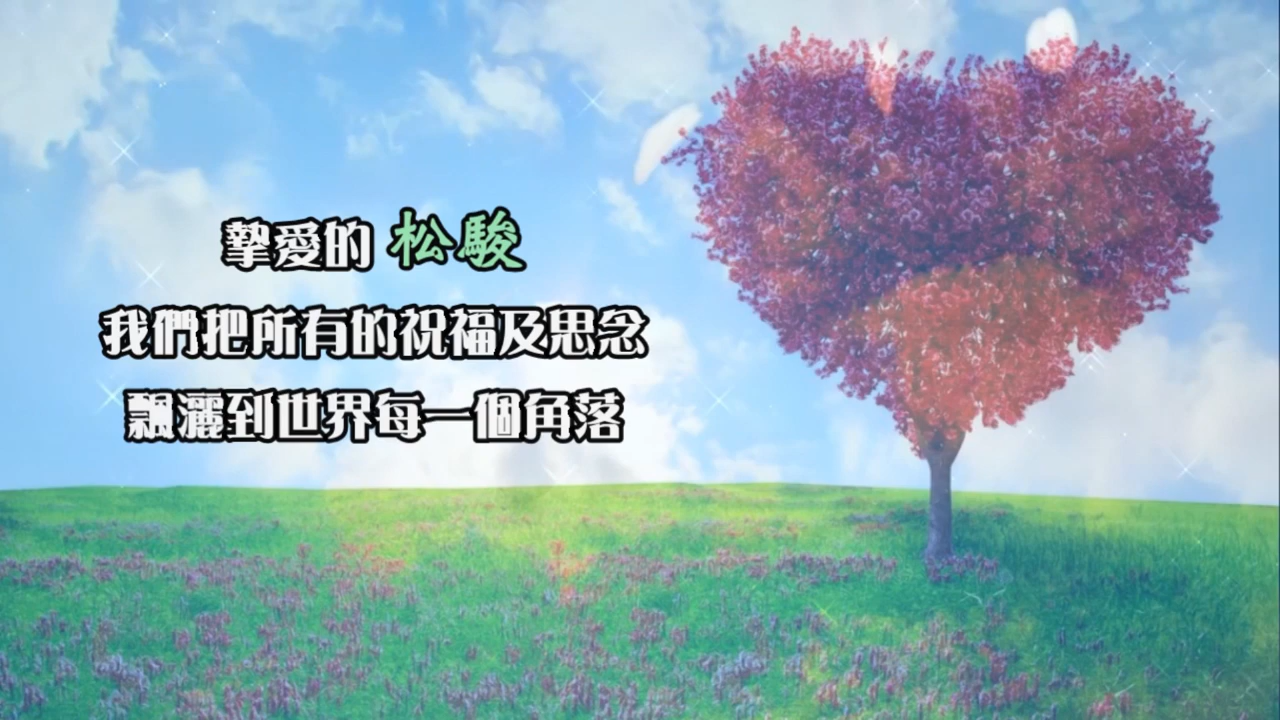 摯愛的 松駿
我們把所有的祝福及思念
飄灑到世界每一個角落